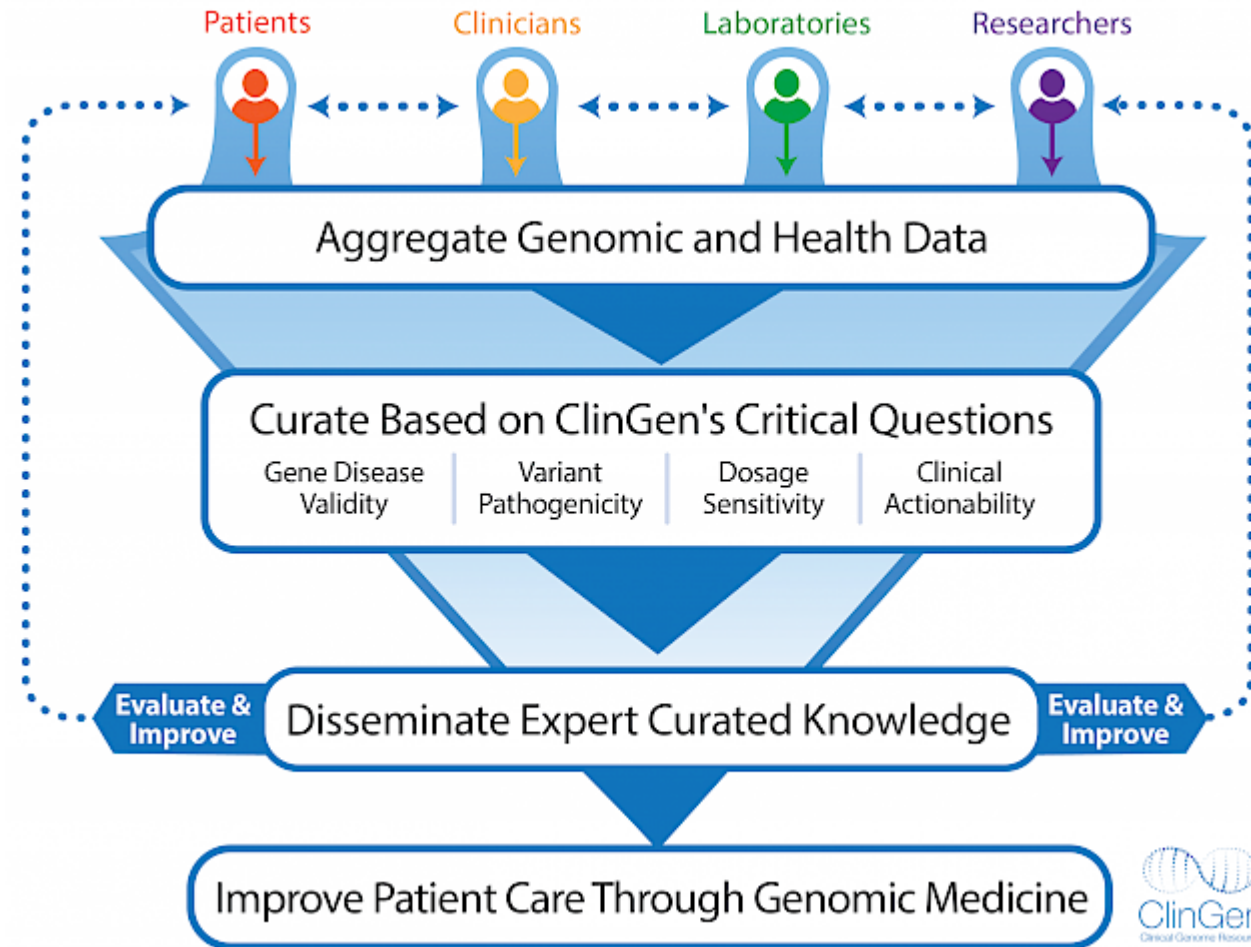 Patients
Clinicians
Laboratories
Researchers
Aggregate Genomic and Health Data
Curate Based on ClinGen's Critical Questions
Gene Disease
Validity
Variant
Pathogenicity
Dosage
Sensitivity
Clinical
Actionability
Evaluate &
Improve
Disseminate Expert Curated Knowledge
Evaluate &
Improve
Improve Patient Care Through Genomic Medicine
ClinGen
Clinical Genome